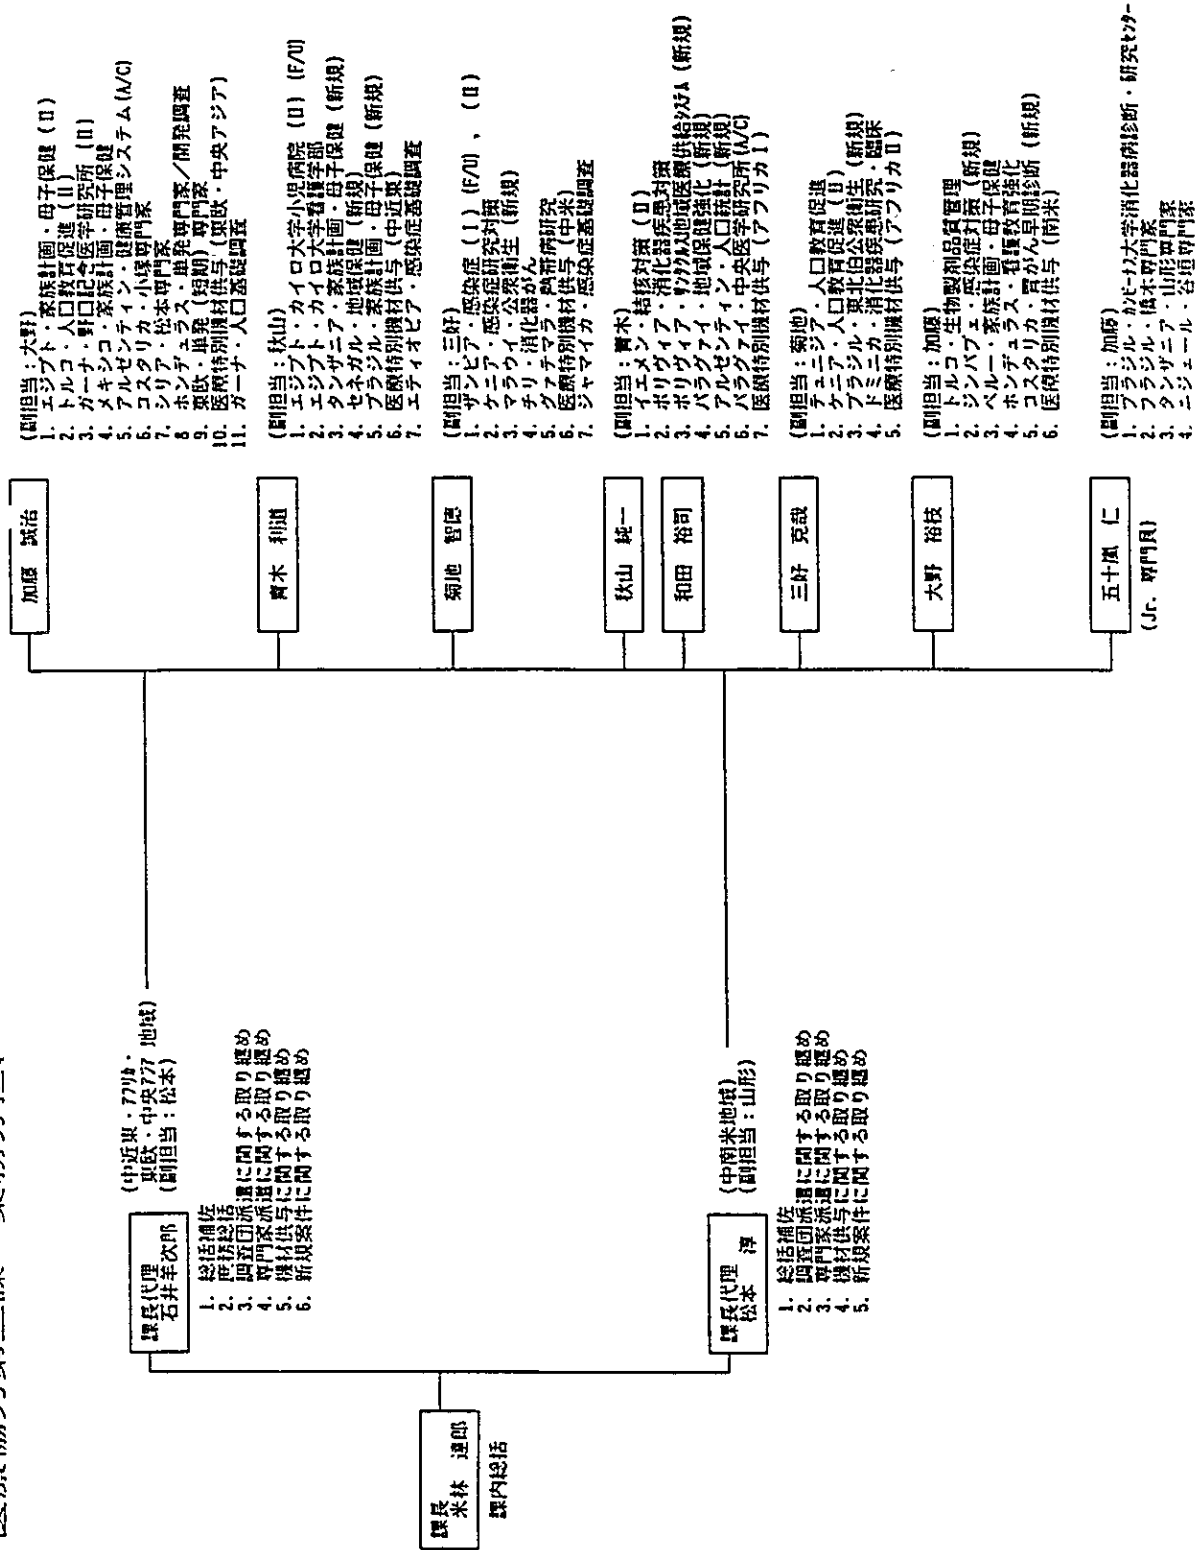 課長
米林 達郎
課内総括
課長代理
石井羊次郎
(中近東・アフリカ・
東欧・中央アジア 地域)
(副担当:松本)
1. 総括補佐
2. 庶務総括
3. 調査団派遣に関する取り纏め
4. 専門家派遣に関する取り纏め
5. 機材供与に関する取り纏め
6. 新規案件に関する取り纏め
課長代理
松本 淳
(中南米地域)
(副担当:山形)
1. 総括補佐
2. 調査団派遣に関する取り纏め
3. 専門家派遣に関する取り纏め
4. 機材供与に関する取り纏め
5. 新規案件に関する取り纏め
加藤 誠治
(副担当:大野)
1. エジプト・家族計画・母子保健 (Ⅱ)
2. トルコ・人口教育促進 (Ⅱ)
3. ガーナ・野口記念医学研究所 (Ⅱ)
4. メキシコ・家族計画・母子保健
5. アルゼンティン・健康管理システム(A/C)
6. コスタリカ・小塚専門家
7. シリア・松本専門家
8 ホンデュラス・単発専門家/開発調査
9. 東欧・単発 (短期) 専門家
10. 医療特別機材供与 (東欧・中央アジア)
11. ガーナ・人口基礎調査
青木 利道
(副担当:秋山)
1. エジプト・カイロ大学小児病院 (Ⅱ) (F/U)
2. エジプト・カイロ大学看護学部
3. タンザニア・家族計画・母子保健 (新規)
4. セネガル・地域保健 (新規)
5. ブラジル・家族計画・母子保健 (新規)
6. 医療特別機材供与 (中近東)
7. エティオピア・感染症基礎調査
菊地 智徳
(副担当:三好)
1. ザンビア・感染症 (Ⅰ) (F/U) , (Ⅱ)
2. ケニア・感染症研究対策
3. マラウィ・公衆衛生 (新規)
4. チリ・消化器がん
5. グァテマラ・熱帯病研究
6. 医療特別機材供与 (中米)
7. ジャマイカ・感染症基礎調査
秋山 純一
和田 裕司
(副担当:青木)
1. イエメン・結核対策 (Ⅱ)
2. ボリヴィア・消化器疾患対策
3. ボリヴィア・サンタクルス地域医療供給システム (新規)
4. パラグァイ・地域保健強化 (新規)
5. アルゼンティン・人口統計 (新規)
6. パラグァイ・中央医学研究所(A/C)
7. 医療特別機材供与 (アフリカⅠ)
三好 克哉
(副担当:菊地)
1. テュニジア・人口教育促進
2. ケニア・人口教育促進 (Ⅱ)
3. ブラジル・東北伯公衆衛生 (新規)
4. ドミニカ・消化器疾患研究・臨床
5. 医療特別機材供与 (アフリカⅡ)
大野 裕枝
(副担当:加藤)
1. トルコ・生物製剤品質管理
2. ジンバブェ・感染症対策 (新規)
3. ペルー・家族計画・母子保健
4. ホンデュラス・看護教育強化
5. コスタリカ・胃がん早期診断 (新規)
6. 医療特別機材供与 (南米)
五十嵐 仁
(Jr. 専門員)
(副担当:加藤)
1. ブラジル・カンピーナス大学消化器病診断・研究センター
2. ブラジル・橋本専門家
3. タンザニア・山形専門家
4. ニジェール・谷垣専門家